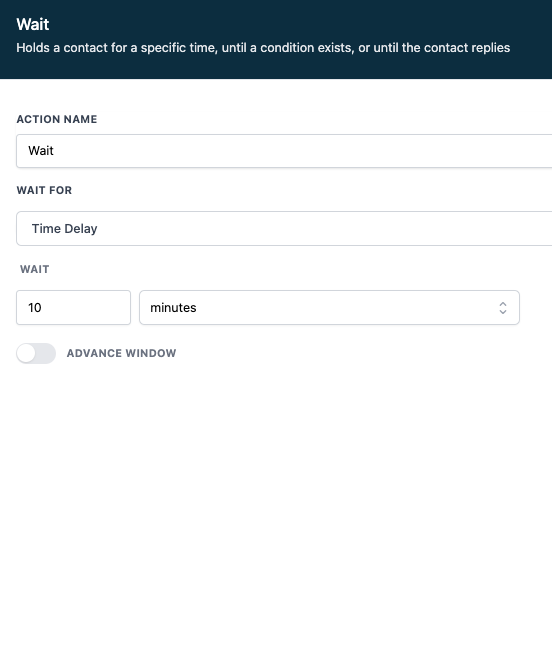 Wait
Holds a contact for a specific time, until a condition exists, or until the contact replies
ACTION NAME
Wait
WAIT FOR
Time Delay
WAIT
10
minutes
ADVANCE WINDOW